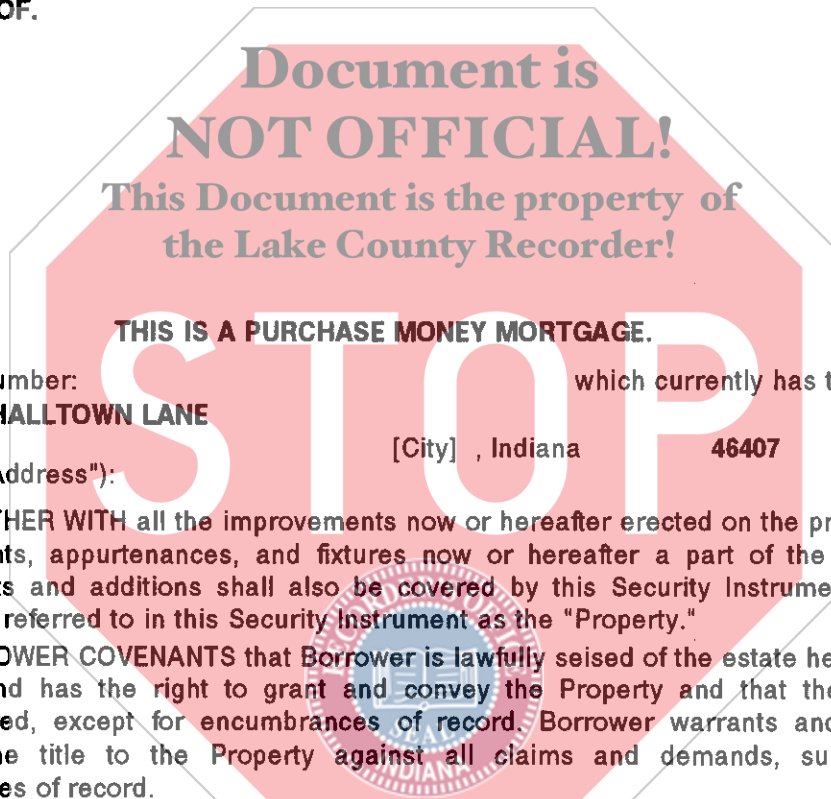 OF.
Document is
NOT OFFICIAL!
This Document is the property of
the Lake County Recorder!
THIS IS A PURCHASE MONEY MORTGAGE.
umber: which currently has t
HALLTOWN LANE
[City] , Indiana 46407
Address"):
THER WITH all the improvements now or hereafter erected on the pr
nts, appurtenances, and fixtures now or hereafter a part of the
ts and additions shall also be covered by this Security Instrume
referred to in this Security Instrument as the "Property."
OWER COVENANTS that Borrower is lawfully seised of the estate he
nd has the right to grant and convey the Property and that the
ed, except for encumbrances of record. Borrower warrants and
e title to the Property against all claims and demands, su
es of record.
STOP
RECORDER'S OFFICE
SEAL
INDIANA